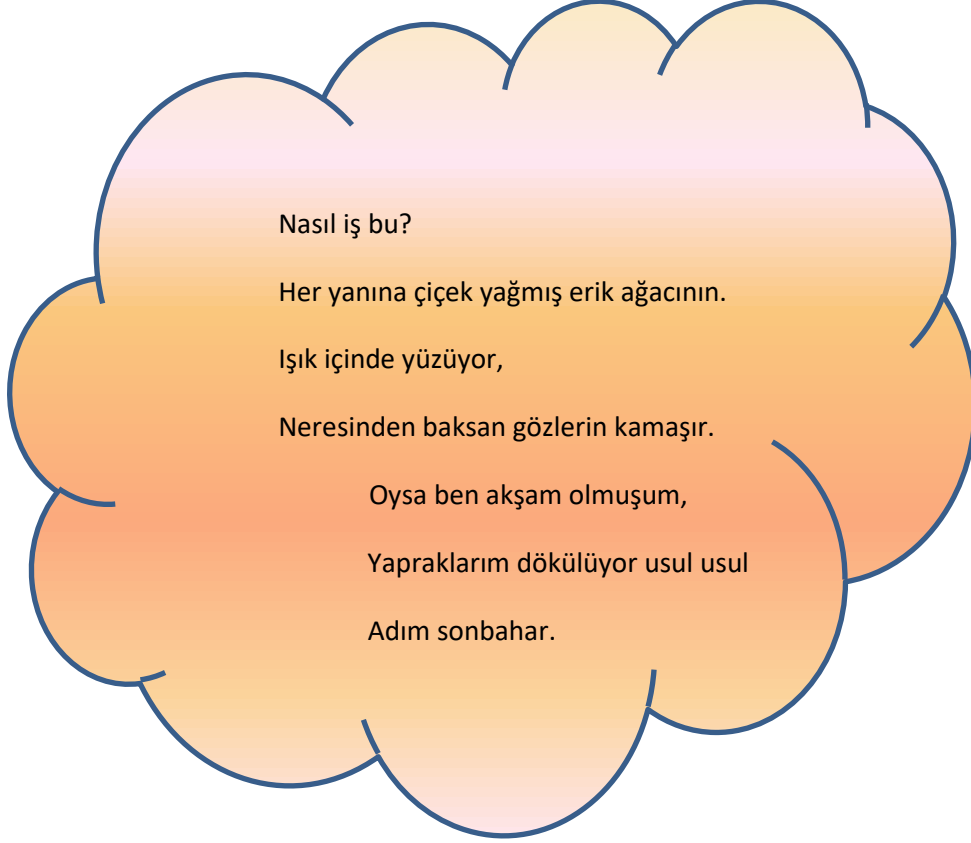 Nasıl iş bu?
Her yanına çiçek yağmış erik ağacının.
Işık içinde yüzüyor,
Neresinden baksan gözlerin kamaşır.
Oysa ben akşam olmuşum,
Yapraklarım dökülüyor usul usul
Adım sonbahar.